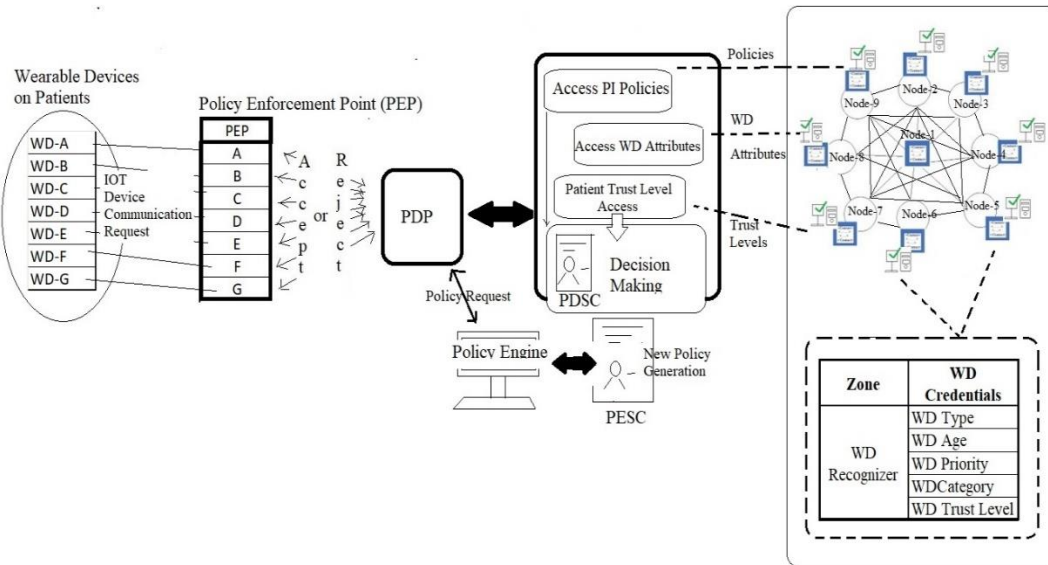 Wearable Devices
on Patients
WD-A
WD-B
WD-C
WD-D
WD-E
WD-F
WD-G
IOT
Device
Communication
Request
Policy Enforcement Point (PEP)
PEP
A
B
C
D
E
F
G
Accept
or
Reject
PDP
Policy Request
Policy Engine
New Policy
Generation
PESC
Access PI Policies
Access WD Attributes
Patient Trust Level
Access
Decision
Making
PDSC
Policies
WD
Attributes
Trust
Levels
Node-9
Node-2
Node-3
Node-1
Node-8
Node-4
Node-7
Node-6
Node-5
Zone
WD
Credentials
WD
Recognizer
WD Type
WD Age
WD Priority
WDCategory
WD Trust Level